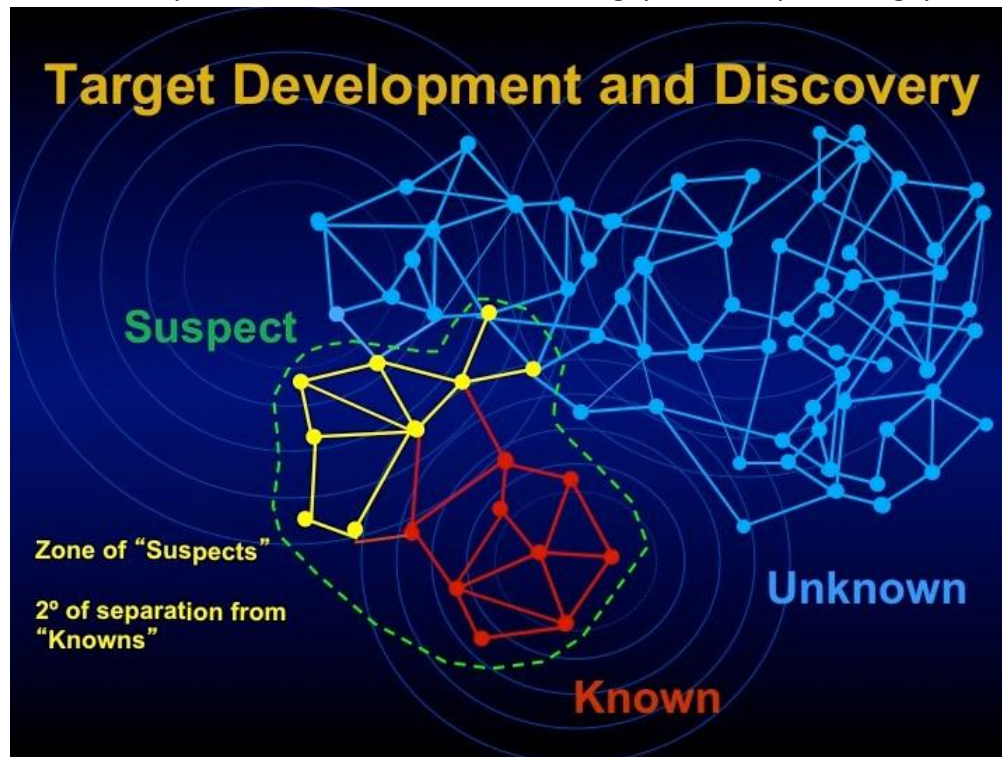 Target Development and Discovery
Suspect
Zone of “Suspects”
2º of separation from
“Knowns”
Unknown
Known